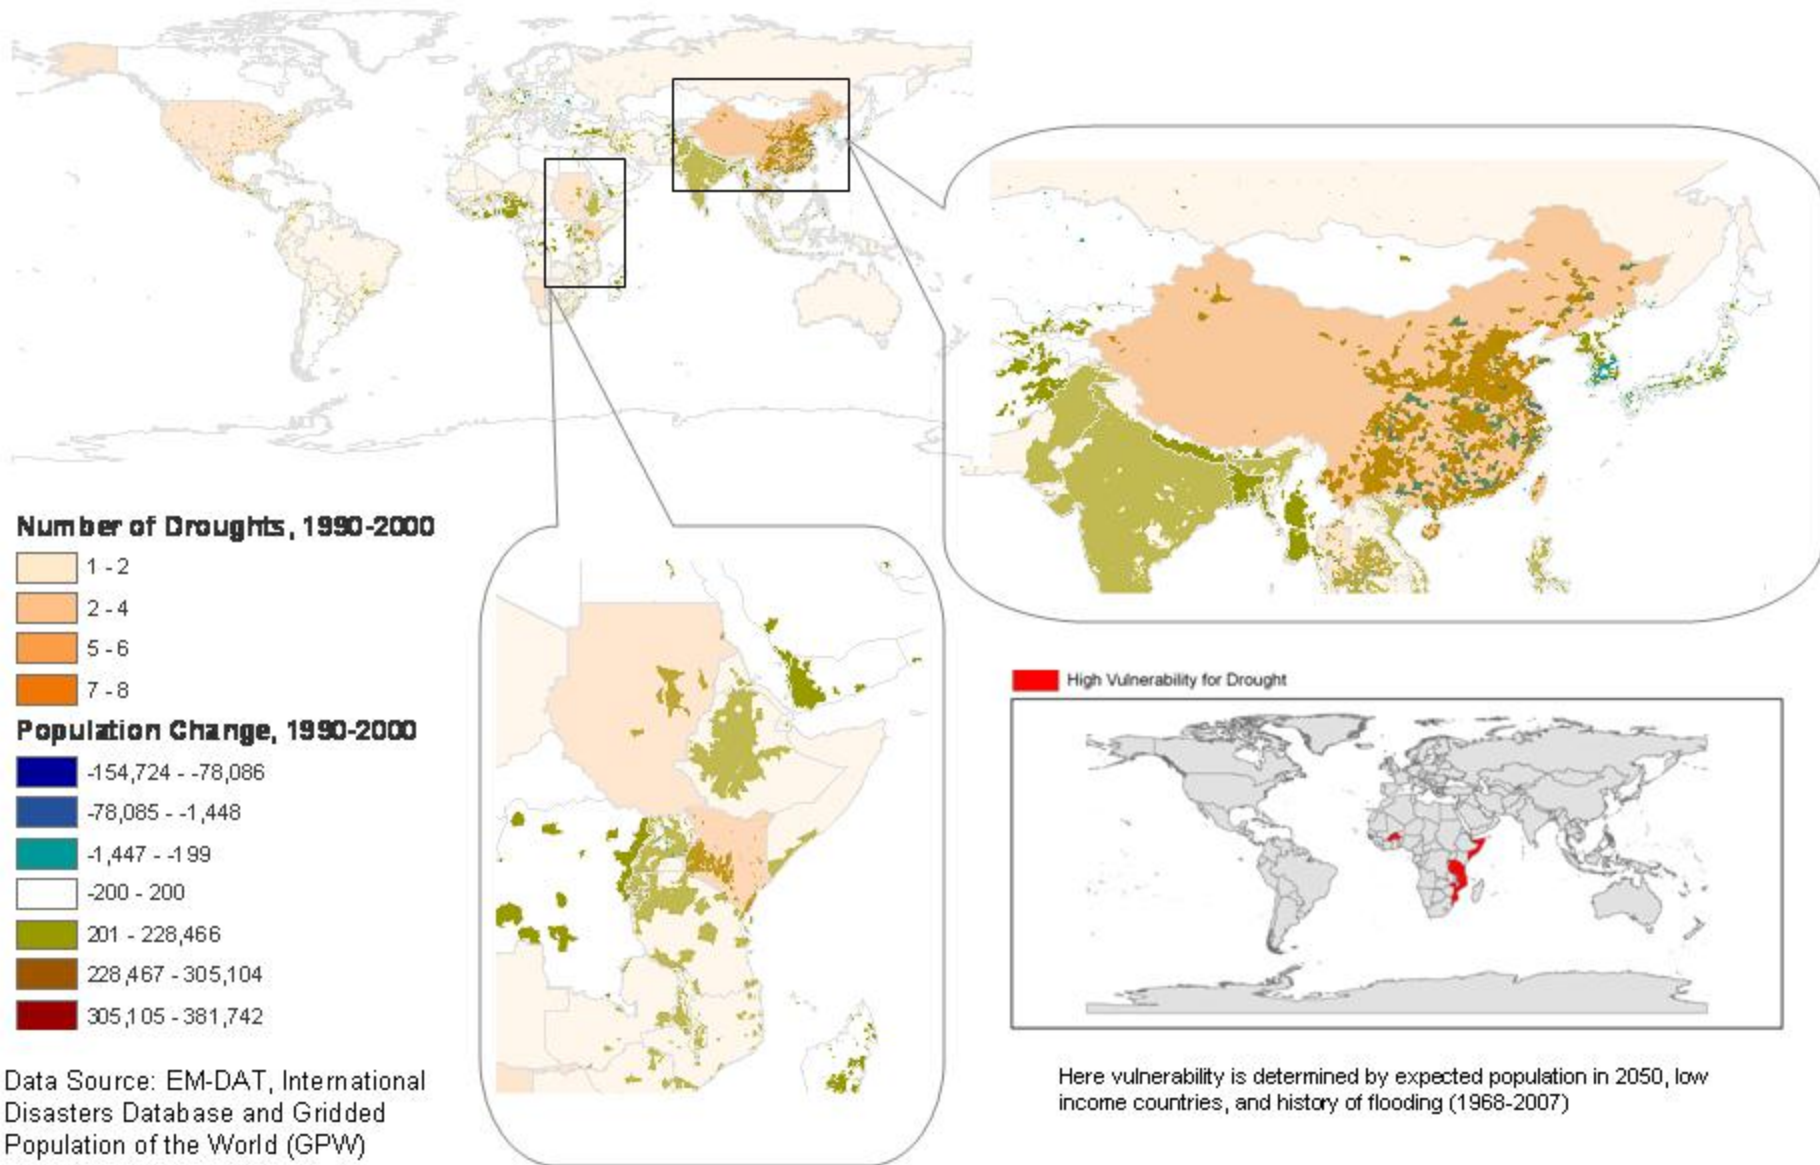 Number of Droughts, 1990-2000
1 - 2
2 - 4
5 - 6
7 - 8
Population Change, 1990-2000
-154,724 - -78,086
-78,085 - -1,448
-1,447 - -199
-200 - 200
201 - 228,466
228,467 - 305,104
305,105 - 381,742
Data Source: EM-DAT, International
Disasters Database and Gridded
Population of the World (GPW)
High Vulnerability for Drought
Here vulnerability is determined by expected population in 2050, low
income countries, and history of flooding (1968-2007)